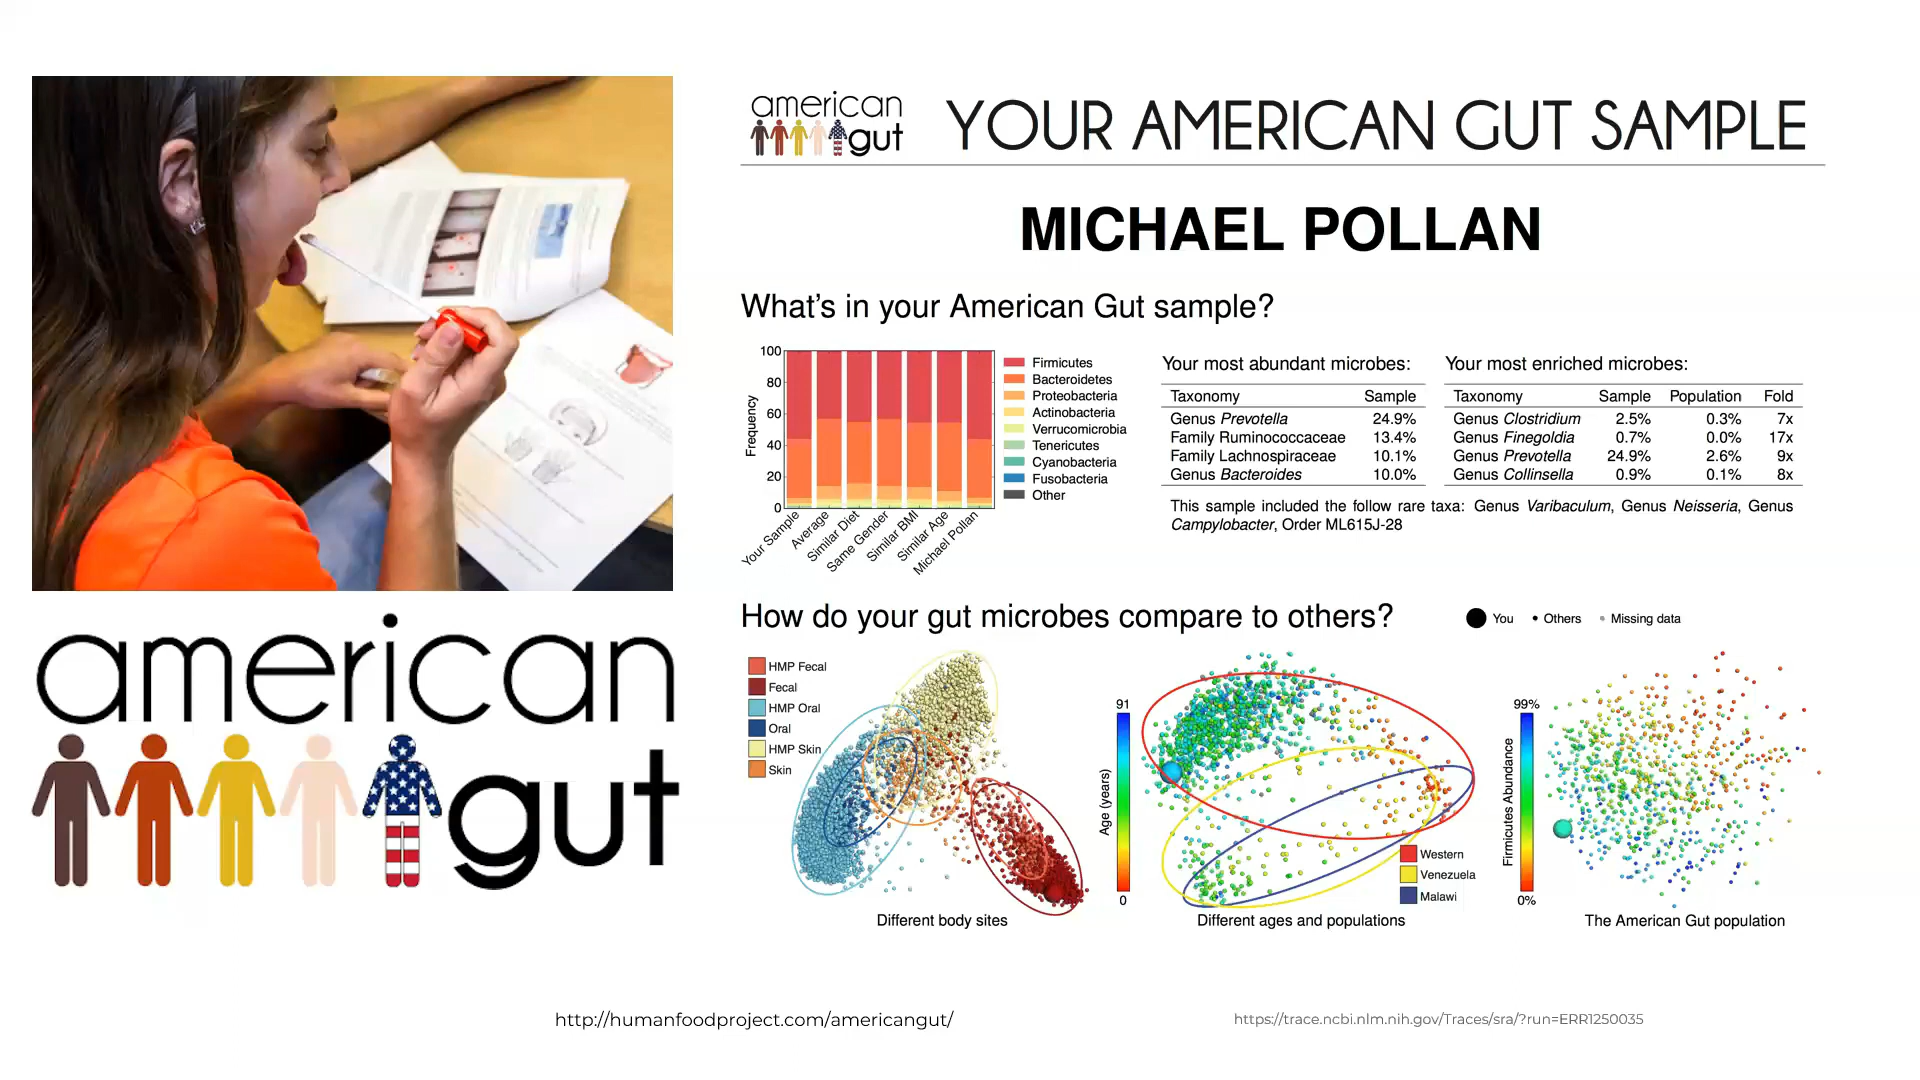 american
gut
YOUR AMERICAN GUT SAMPLE
MICHAEL POLLAN
What's in your American Gut sample?
100
80
60
40
20
0
Frequency
Your Sample
Average
Similar Diet
Same Gender
Similar BMI
Similar Age
Michael Pollan
Firmicutes
Bacteroidetes
Proteobacteria
Actinobacteria
Verrucomicrobia
Tenericutes
Cyanobacteria
Fusobacteria
Other
Your most abundant microbes:
Taxonomy Sample
Genus Prevotella 24.9%
Family Ruminococcaceae 13.4%
Family Lachnospiraceae 10.1%
Genus Bacteroides 10.0%
Your most enriched microbes:
Taxonomy Sample Population Fold
Genus Clostridium 2.5% 0.3% 7x
Genus Finegoldia 0.7% 0.0% 17x
Genus Prevotella 24.9% 2.6% 9x
Genus Collinsella 0.9% 0.1% 8x
This sample included the follow rare taxa: Genus Varibaculum, Genus Neisseria, Genus
Campylobacter, Order ML615J-28
How do your gut microbes compare to others?
You Others Missing data
HMP Fecal
Fecal
HMP Oral
Oral
HMP Skin
Skin
Different body sites
91
Age (years)
0
Western
Venezuela
Malawi
Different ages and populations
99%
Firmicutes Abundance
0%
The American Gut population
american
gut
http://humanfoodproject.com/americangut/
https://trace.ncbi.nlm.nih.gov/Traces/sra/?run=ERR1250035